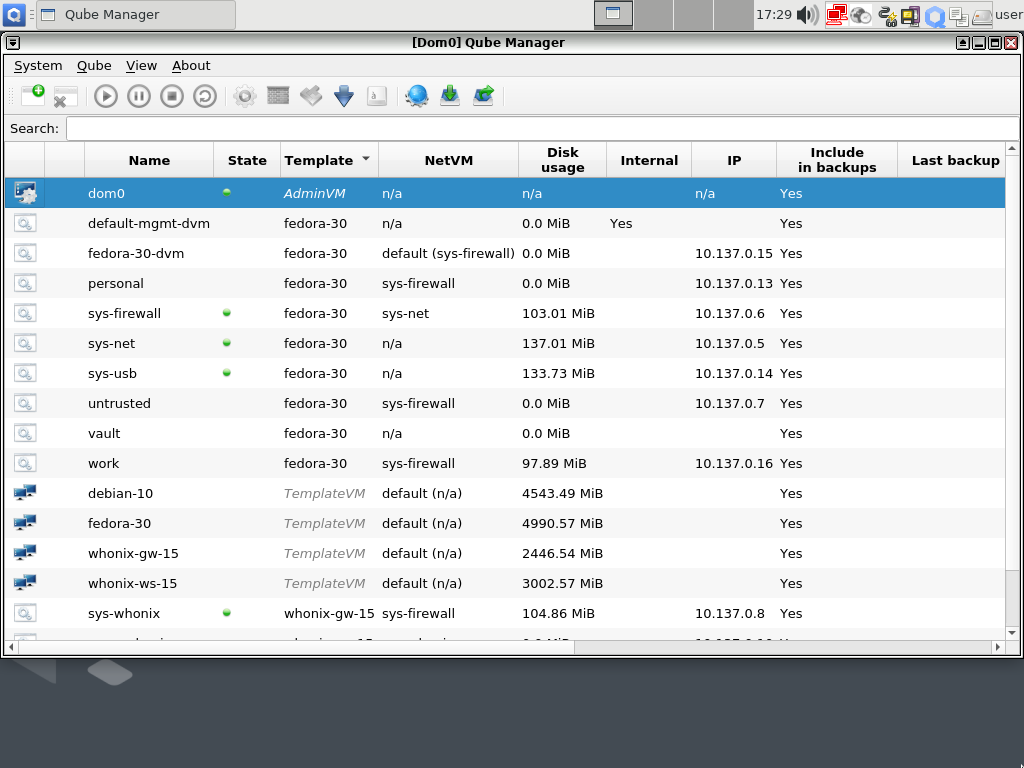 Qube Manager 17:29 user
[Dom0] Qube Manager
System Qube View About
Search:
Name State Template NetVM Disk usage Internal IP Include in backups Last backup
dom0 AdminVM n/a n/a n/a Yes
default-mgmt-dvm fedora-30 n/a 0.0 MiB Yes Yes
fedora-30-dvm fedora-30 default (sys-firewall) 0.0 MiB 10.137.0.15 Yes
personal fedora-30 sys-firewall 0.0 MiB 10.137.0.13 Yes
sys-firewall fedora-30 sys-net 103.01 MiB 10.137.0.6 Yes
sys-net fedora-30 n/a 137.01 MiB 10.137.0.5 Yes
sys-usb fedora-30 n/a 133.73 MiB 10.137.0.14 Yes
untrusted fedora-30 sys-firewall 0.0 MiB 10.137.0.7 Yes
vault fedora-30 n/a 0.0 MiB Yes
work fedora-30 sys-firewall 97.89 MiB 10.137.0.16 Yes
debian-10 TemplateVM default (n/a) 4543.49 MiB Yes
fedora-30 TemplateVM default (n/a) 4990.57 MiB Yes
whonix-gw-15 TemplateVM default (n/a) 2446.54 MiB Yes
whonix-ws-15 TemplateVM default (n/a) 3002.57 MiB Yes
sys-whonix whonix-gw-15 sys-firewall 104.86 MiB 10.137.0.8 Yes